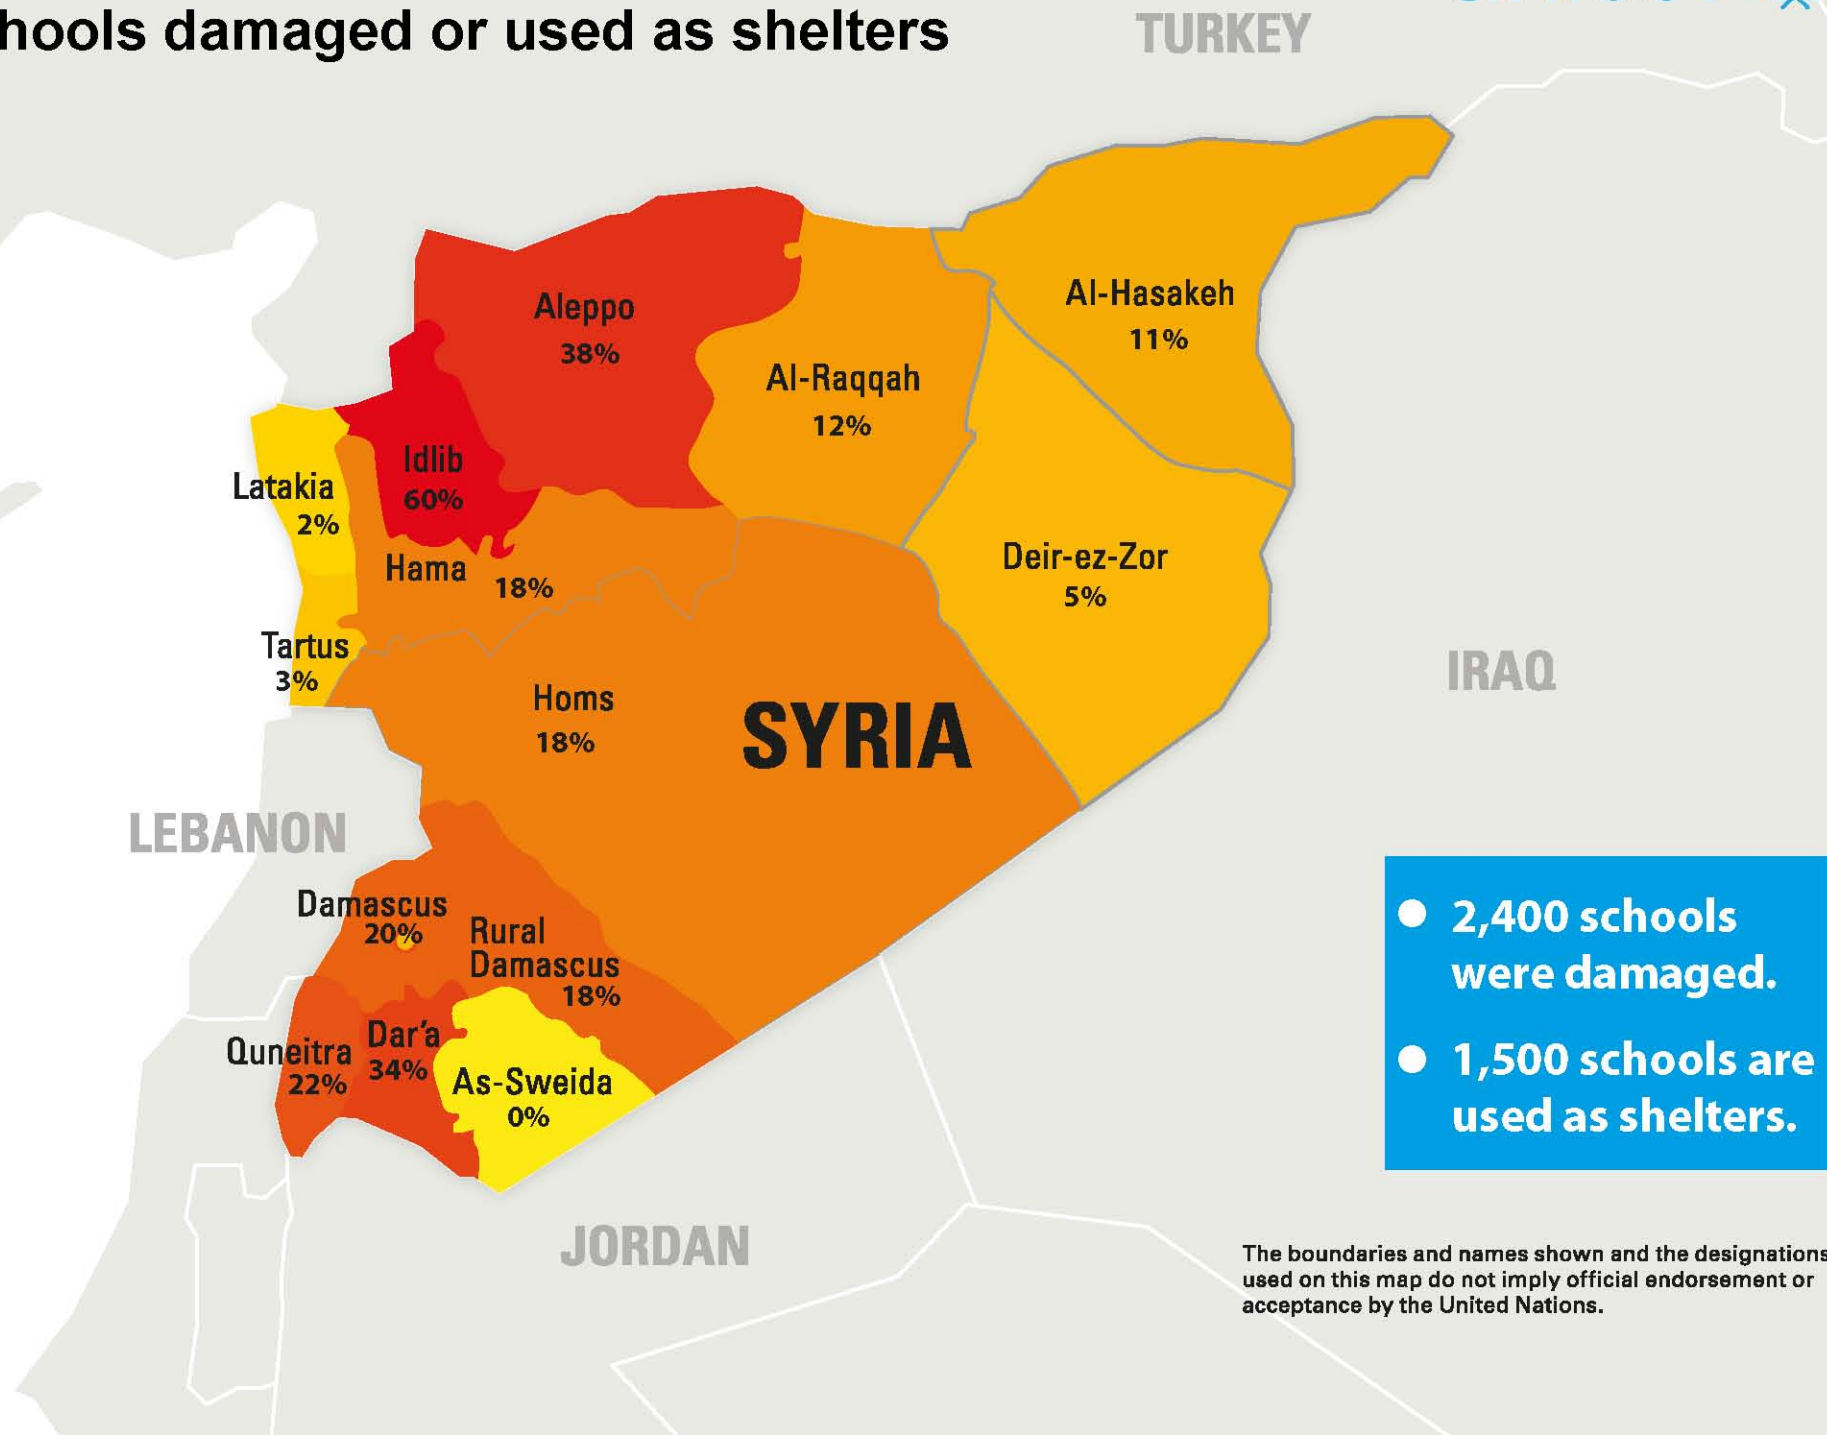 hools damaged or used as shelters
TURKEY
Aleppo
38%
Al-Hasakeh
11%
Al-Raqqah
12%
Idlib
60%
Latakia
2%
Hama
18%
Deir-ez-Zor
5%
Tartus
3%
Homs
18%
SYRIA
IRAQ
LEBANON
Damascus
20%
Rural
Damascus
18%
Quneitra
22%
Dar’a
34%
As-Sweida
0%
2,400 schools
were damaged.
1,500 schools are
used as shelters.
JORDAN
The boundaries and names shown and the designations
used on this map do not imply official endorsement or
acceptance by the United Nations.